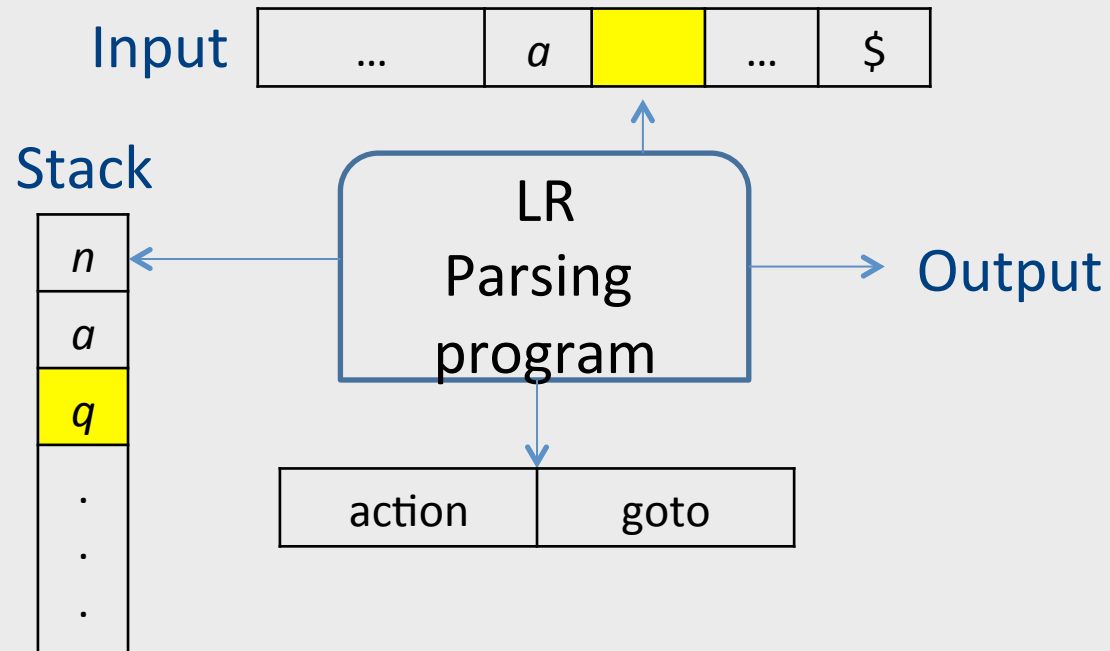 Input … a … $
Stack
n
a
q
.
.
.
LR
Parsing
program
Output
action goto